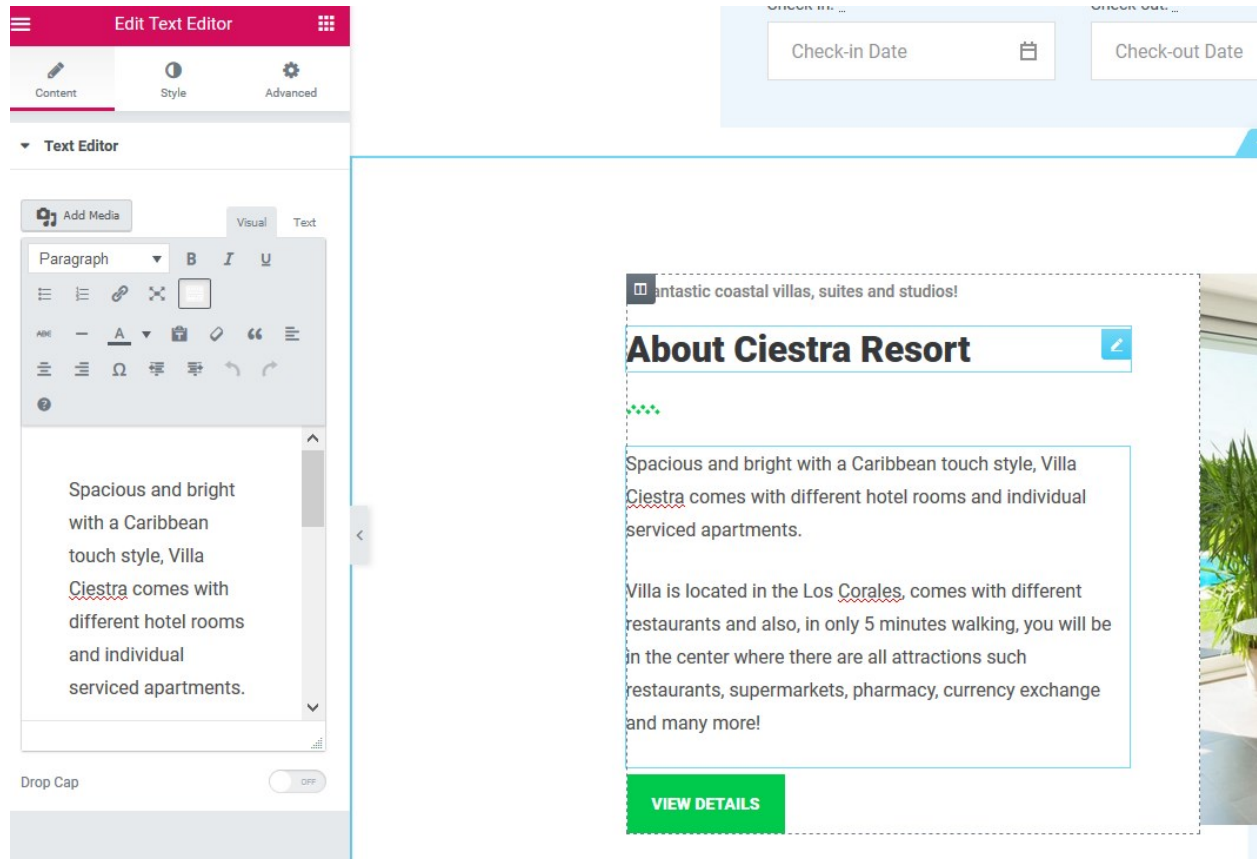 Edit Text Editor
Content
Style
Advanced
Text Editor
Add Media
Visual
Text
Paragraph
B
I
U
ABC
A
Ω
Spacious and bright
with a Caribbean
touch style, Villa
Ciestra comes with
different hotel rooms
and individual
serviced apartments.
Drop Cap
OFF
Check-in Date
Check-out Date
antastic coastal villas, suites and studios!
About Ciestra Resort
Spacious and bright with a Caribbean touch style, Villa
Ciestra comes with different hotel rooms and individual
serviced apartments.
Villa is located in the Los Corales, comes with different
restaurants and also, in only 5 minutes walking, you will be
in the center where there are all attractions such
restaurants, supermarkets, pharmacy, currency exchange
and many more!
VIEW DETAILS